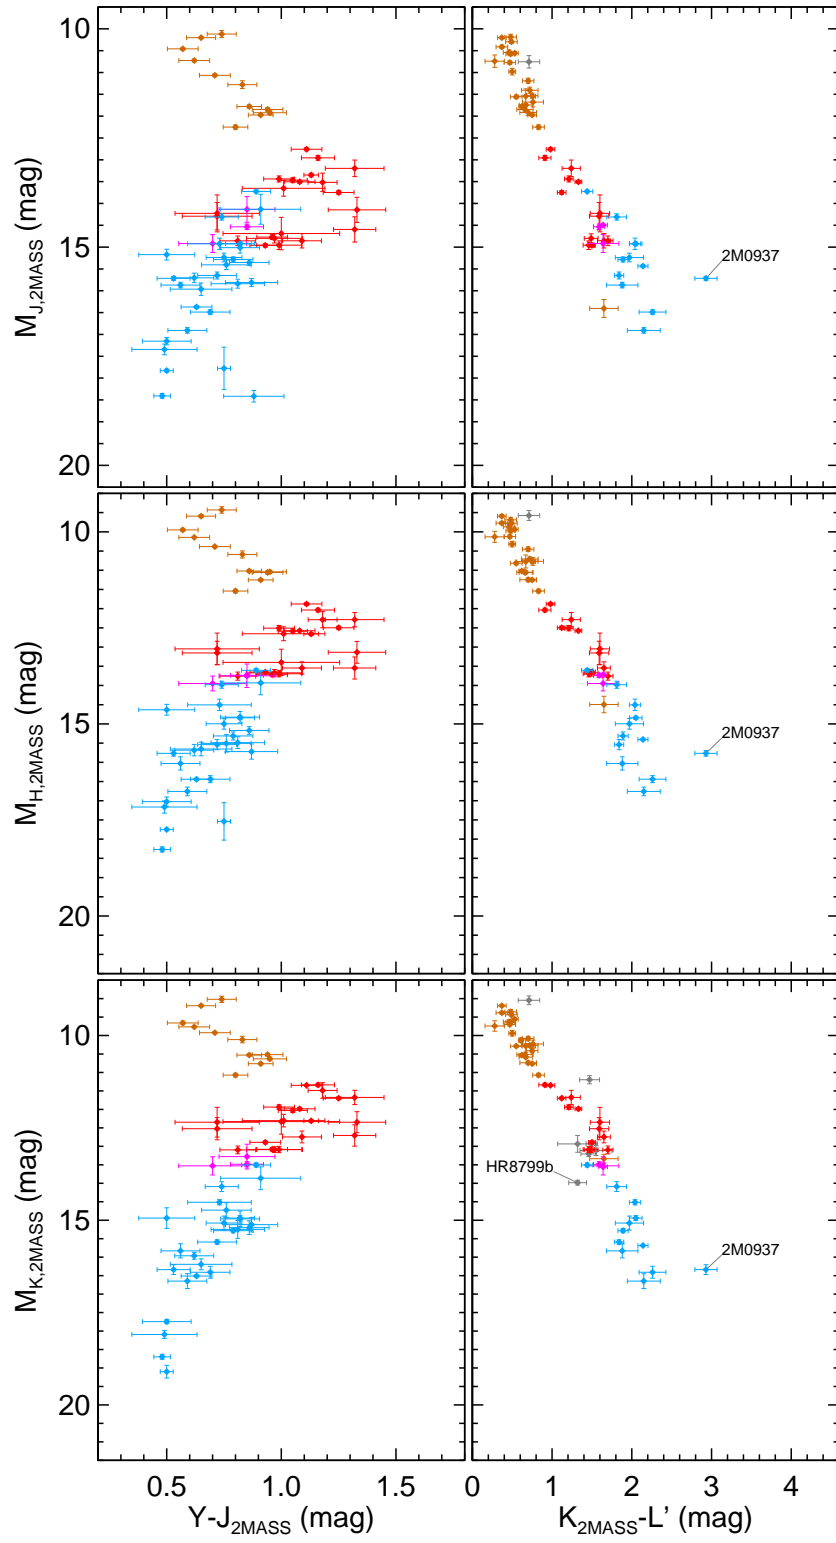 10
15
20
M_J,2MASS (mag)
2M0937
10
15
20
M_H,2MASS (mag)
2M0937
10
15
20
M_K,2MASS (mag)
HR8799b
2M0937
0.5 1.0 1.5
0 1 2 3 4
Y-J_2MASS (mag)
K_2MASS-L' (mag)